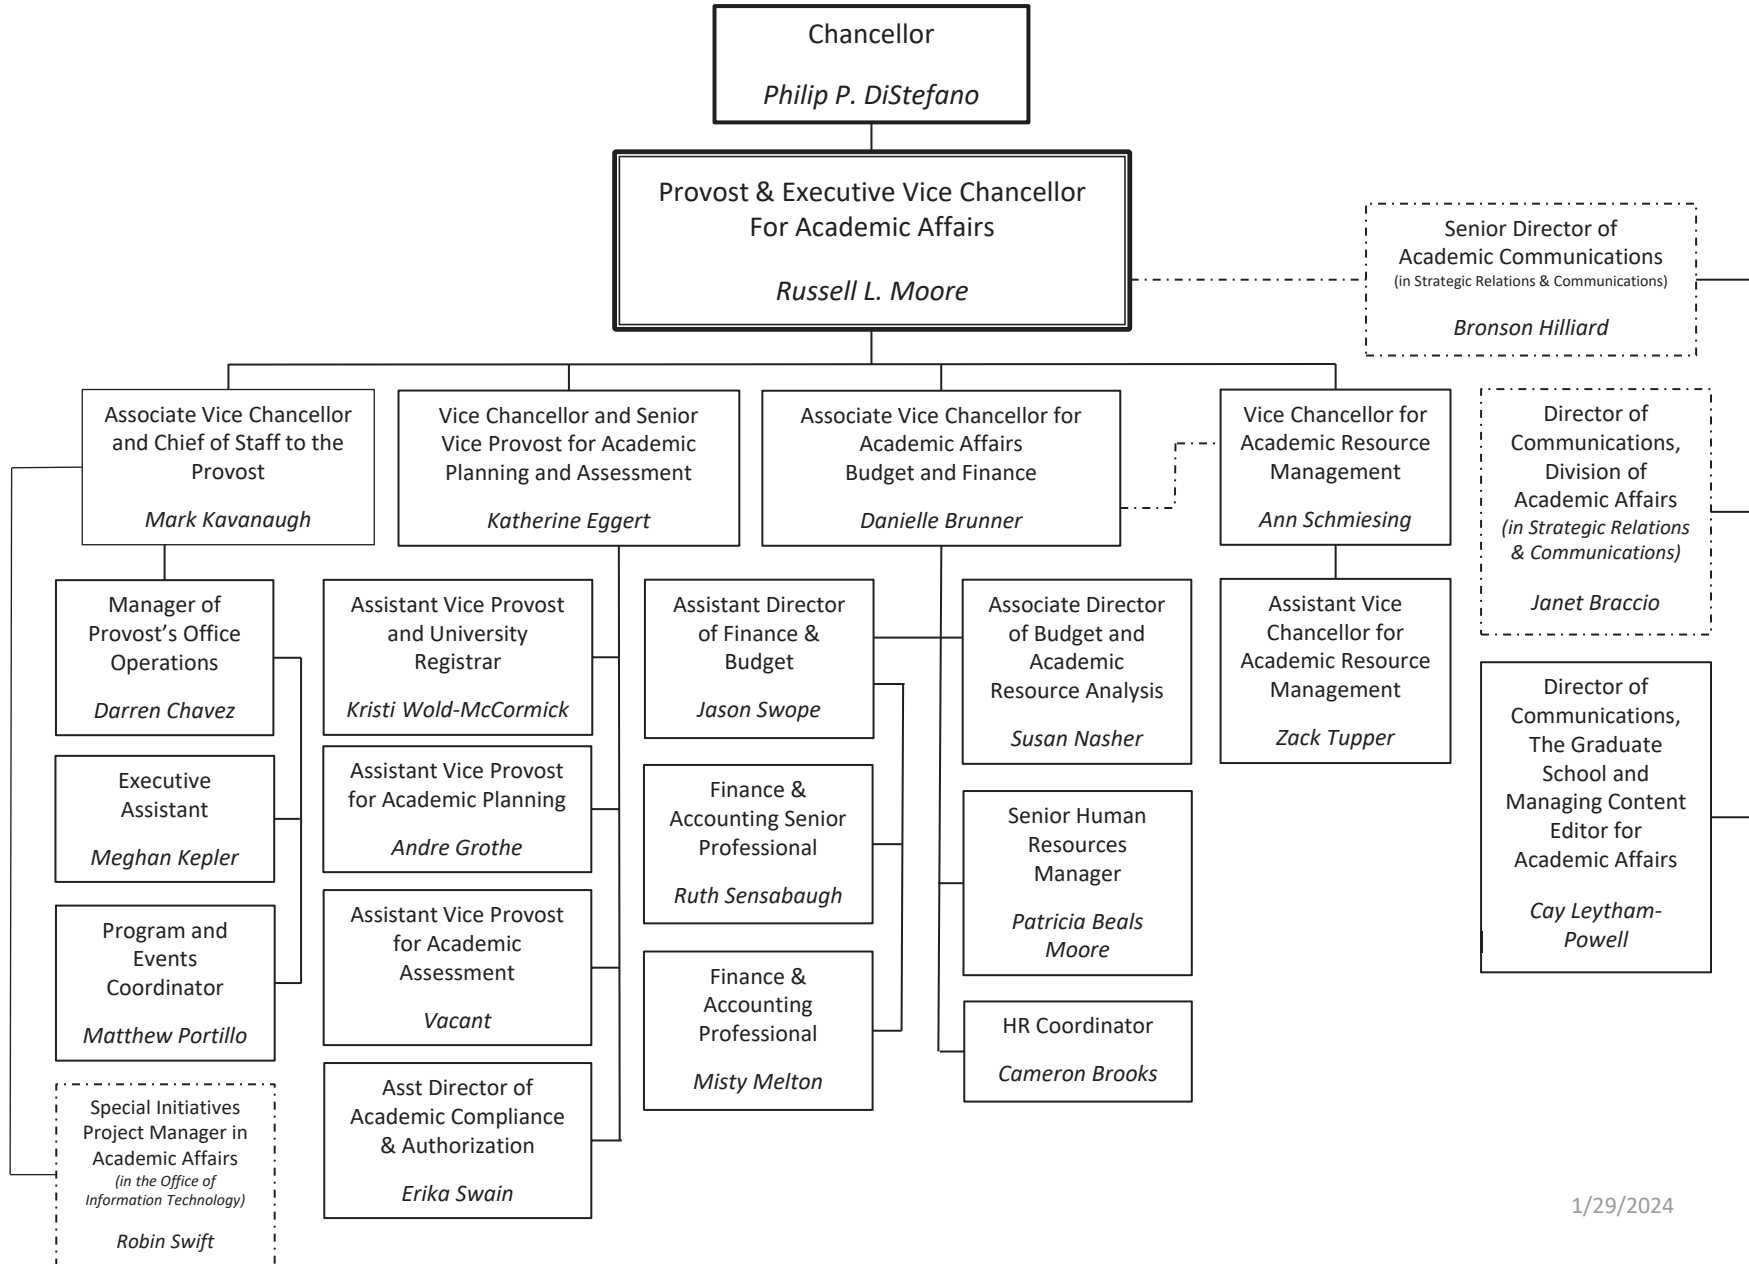 Chancellor
Philip P. DiStefano
Provost & Executive Vice Chancellor
For Academic Affairs
Russell L. Moore
Senior Director of
Academic Communications
(in Strategic Relations & Communications)
Bronson Hilliard
Associate Vice Chancellor
and Chief of Staff to the
Provost
Mark Kavanaugh
Vice Chancellor and Senior
Vice Provost for Academic
Planning and Assessment
Katherine Eggert
Associate Vice Chancellor for
Academic Affairs
Budget and Finance
Danielle Brunner
Vice Chancellor for
Academic Resource
Management
Ann Schmiesing
Director of
Communications,
Division of
Academic Affairs
(in Strategic Relations
& Communications)
Janet Braccio
Manager of
Provost’s Office
Operations
Darren Chavez
Executive
Assistant
Meghan Kepler
Program and
Events
Coordinator
Matthew Portillo
Special Initiatives
Project Manager in
Academic Affairs
(in the Office of
Information Technology)
Robin Swift
Assistant Vice Provost
and University
Registrar
Kristi Wold-McCormick
Assistant Vice Provost
for Academic Planning
Andre Grothe
Assistant Vice Provost
for Academic
Assessment
Vacant
Asst Director of
Academic Compliance
& Authorization
Erika Swain
Assistant Director
of Finance &
Budget
Jason Swope
Finance &
Accounting Senior
Professional
Ruth Sensabaugh
Finance &
Accounting
Professional
Misty Melton
Associate Director
of Budget and
Academic
Resource Analysis
Susan Nasher
Senior Human
Resources
Manager
Patricia Beals
Moore
HR Coordinator
Cameron Brooks
Assistant Vice
Chancellor for
Academic Resource
Management
Zack Tupper
Director of
Communications,
The Graduate
School and
Managing Content
Editor for
Academic Affairs
Cay Leytham-
Powell
1/29/2024